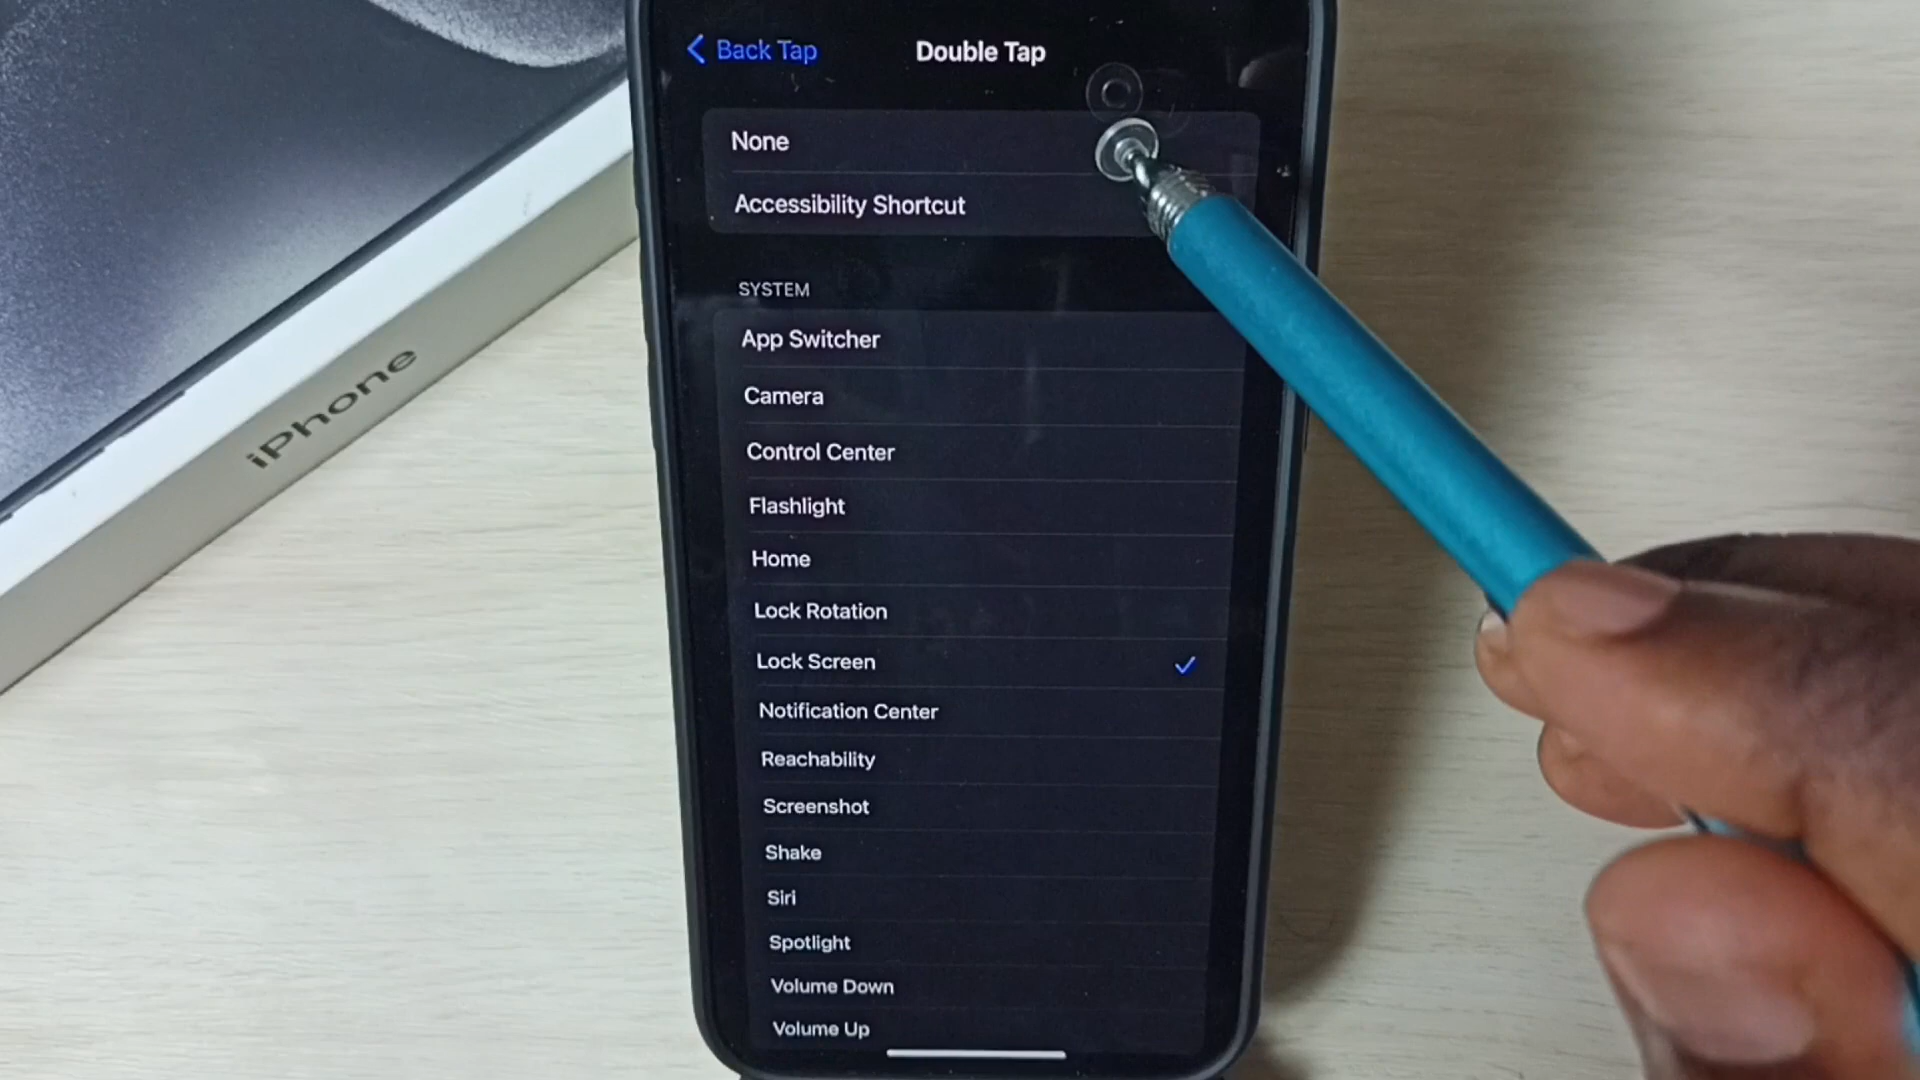 Back Tap
Double Tap
None
Accessibility Shortcut
SYSTEM
App Switcher
Camera
Control Center
Flashlight
Home
Lock Rotation
Lock Screen
Notification Center
Reachability
Screenshot
Shake
Siri
Spotlight
Volume Down
Volume Up
iPhone